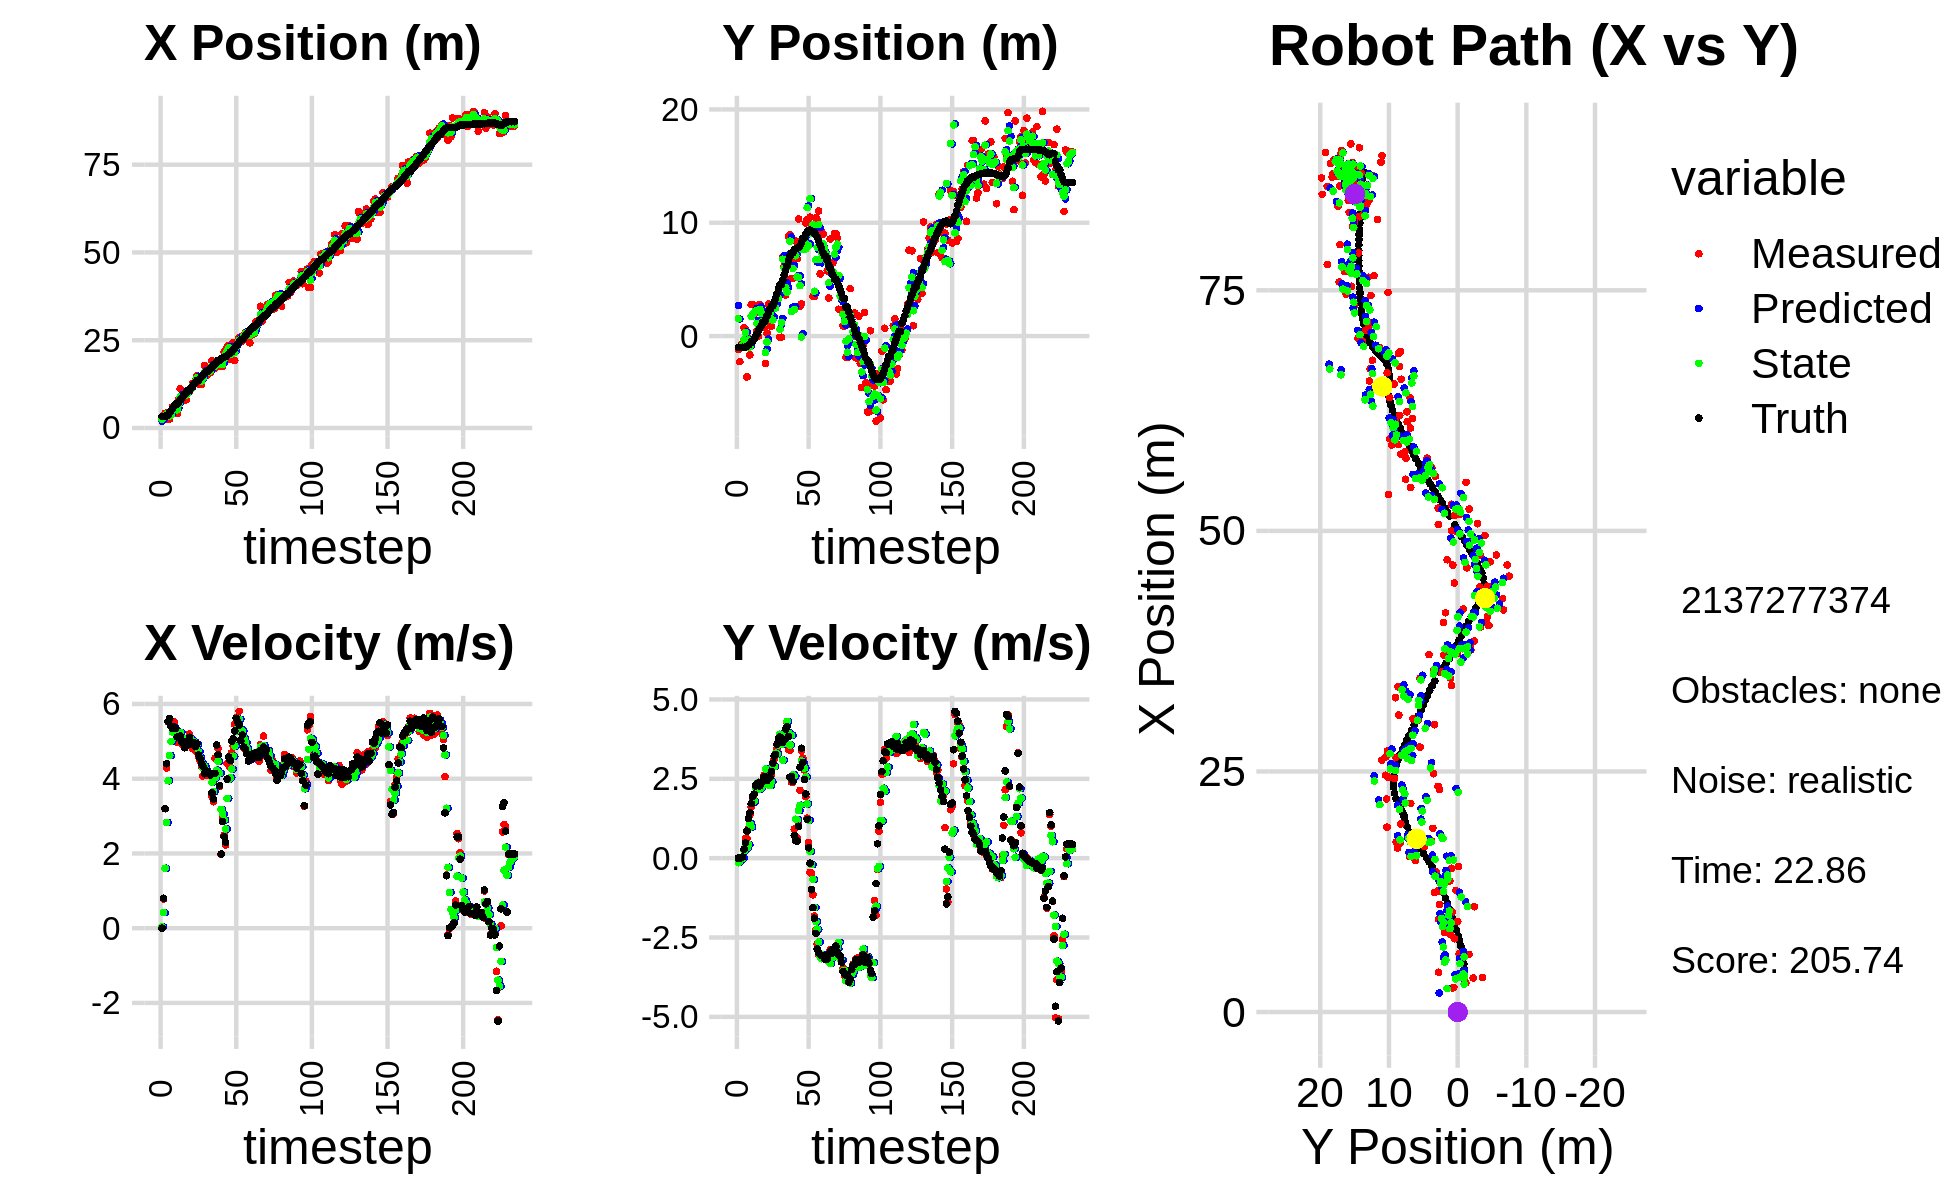 X Position (m)
75
50
25
0
0
50
100
150
200
timestep
Y Position (m)
20
10
0
0
50
100
150
200
timestep
X Velocity (m/s)
6
4
2
0
-2
0
50
100
150
200
timestep
Y Velocity (m/s)
5.0
2.5
0.0
-2.5
-5.0
0
50
100
150
200
timestep
Robot Path (X vs Y)
X Position (m)
75
50
25
0
20 10 0 -10 -20
Y Position (m)
variable
Measured
Predicted
State
Truth
2137277374
Obstacles: none
Noise: realistic
Time: 22.86
Score: 205.74